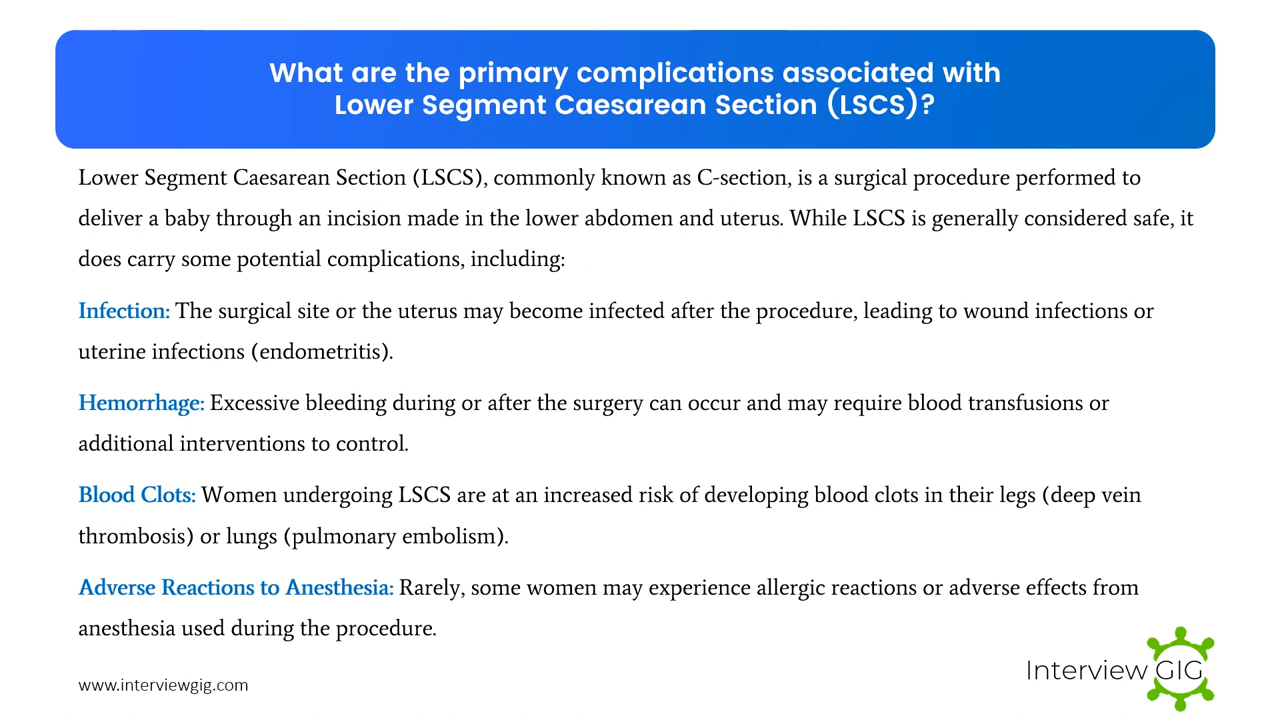 What are the primary complications associated with
Lower Segment Caesarean Section (LSCS)?
Lower Segment Caesarean Section (LSCS), commonly known as C-section, is a surgical procedure performed to
deliver a baby through an incision made in the lower abdomen and uterus. While LSCS is generally considered safe, it
does carry some potential complications, including:
Infection: The surgical site or the uterus may become infected after the procedure, leading to wound infections or
uterine infections (endometritis).
Hemorrhage: Excessive bleeding during or after the surgery can occur and may require blood transfusions or
additional interventions to control.
Blood Clots: Women undergoing LSCS are at an increased risk of developing blood clots in their legs (deep vein
thrombosis) or lungs (pulmonary embolism).
Adverse Reactions to Anesthesia: Rarely, some women may experience allergic reactions or adverse effects from
anesthesia used during the procedure.
www.interviewgig.com
Interview GIG